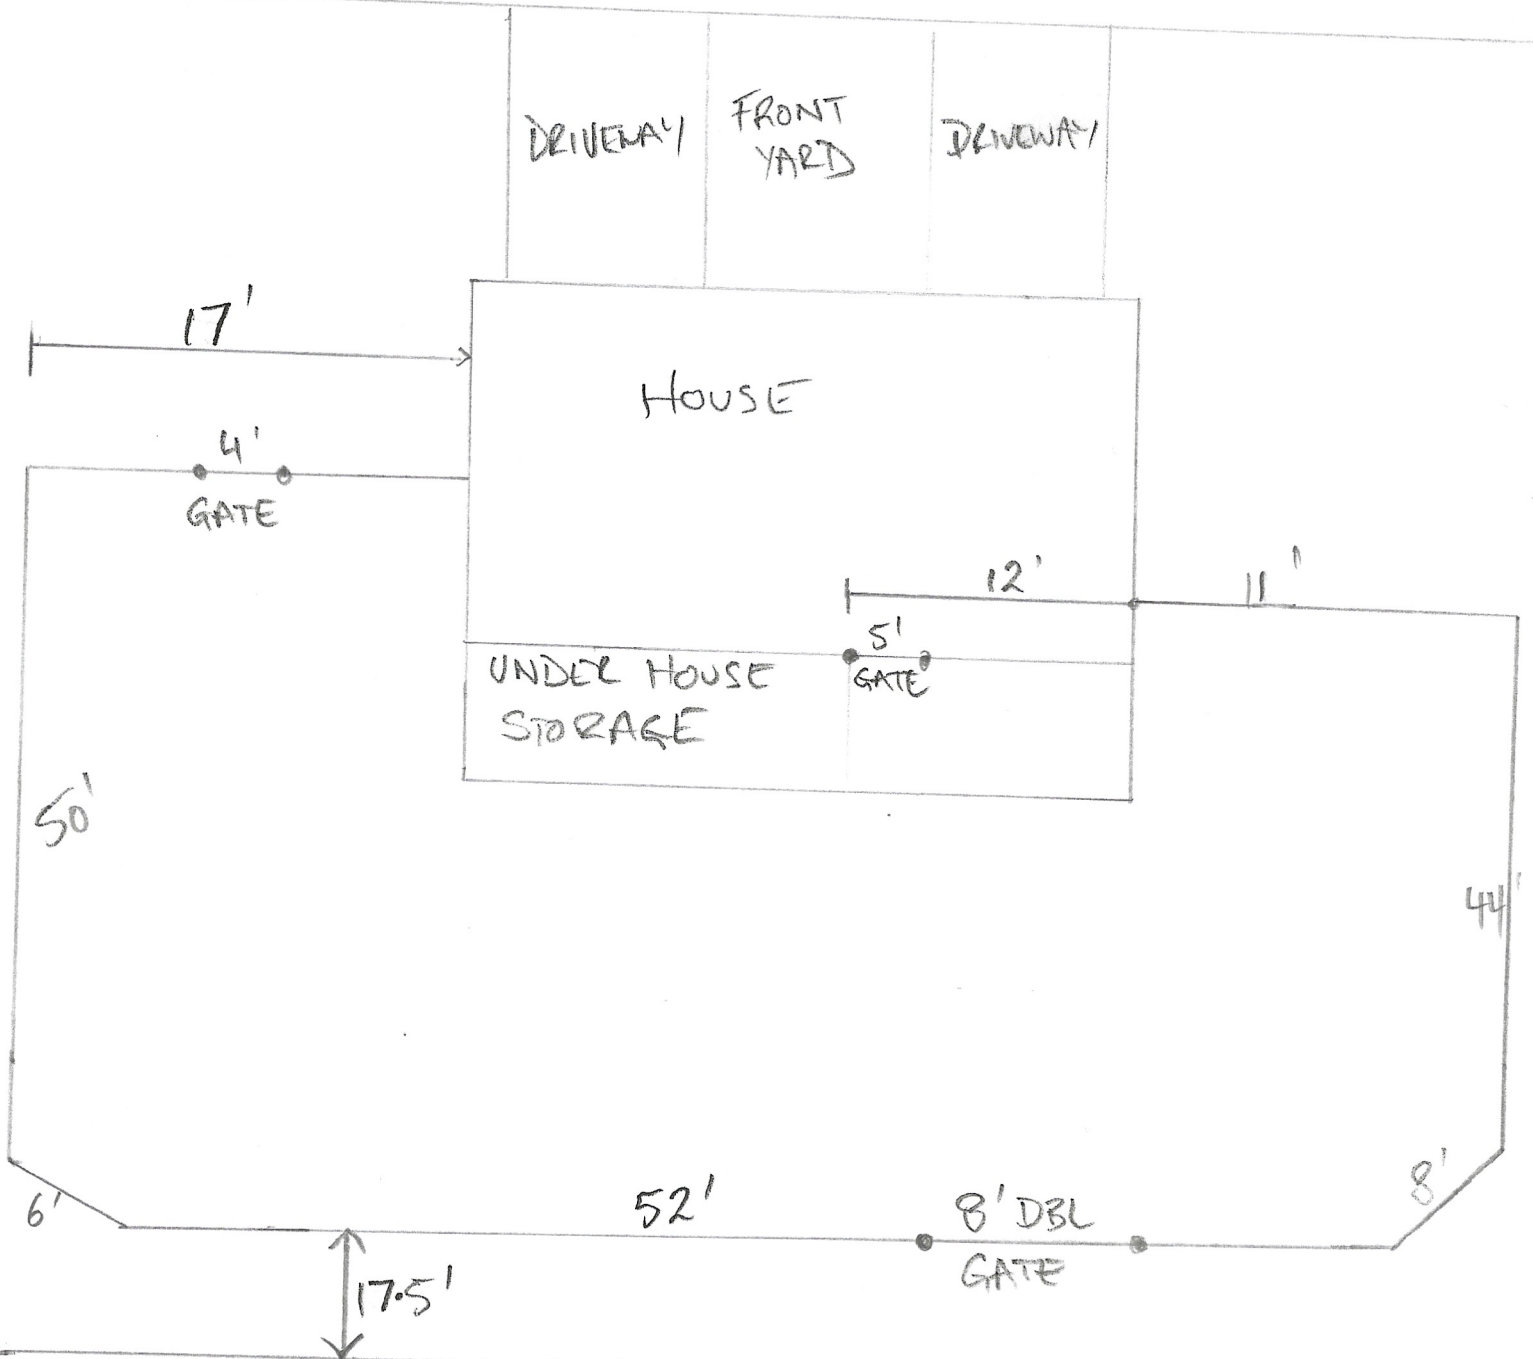 DRIVEWAY
FRONT
YARD
DRIVEWAY
17'
HOUSE
4'
GATE
12'
11'
5'
GATE
UNDER HOUSE
STORAGE
50'
44'
6'
52'
8' DBL
GATE
8'
17.5'